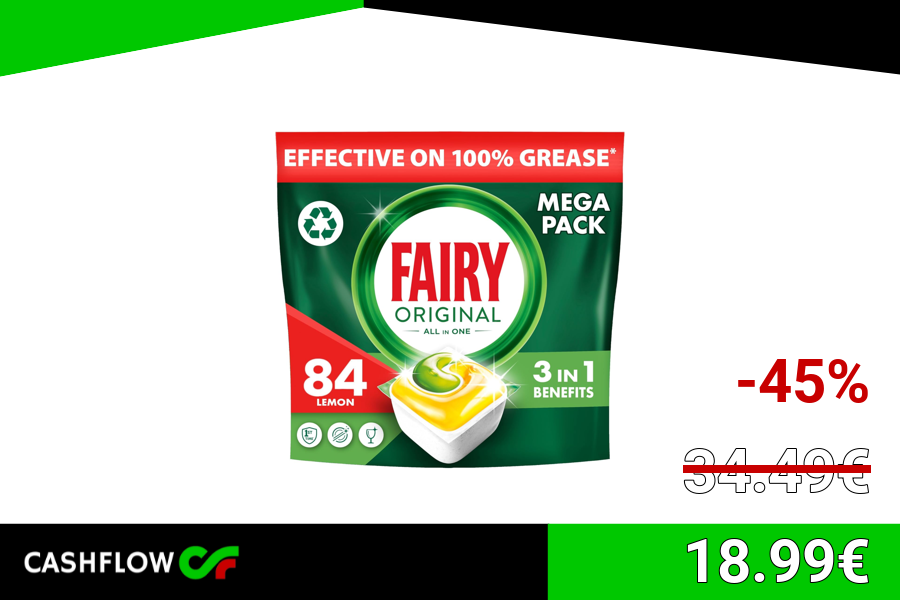 EFFECTIVE ON 100% GREASE*
MEGA
PACK
FAIRY
ORIGINAL
ALL IN ONE
84
LEMON
3 IN 1
BENEFITS
-45%
34.49€
CASHFLOW
18.99€